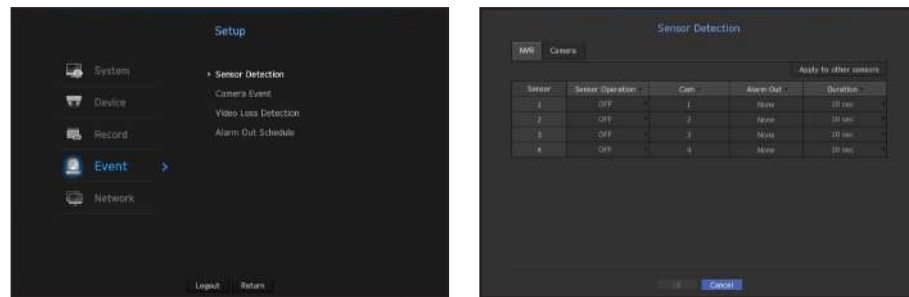 Setup
System
Device
Record
Event
Network
Sensor Detection
Camera Event
Video Loss Detection
Alarm Out Schedule
Logout Return
Sensor Detection
NVR Camera
Apply to other sensors
Sensor Sensor Operation Cam Alarm Out Duration
1 OFF 1 None 10 sec
2 OFF 2 None 10 sec
3 OFF 3 None 10 sec
4 OFF 4 None 10 sec
Cancel